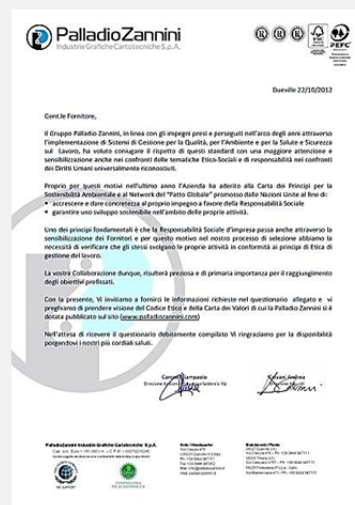 PalladioZannini
Industrie Grafiche Cartotecniche S.p.A.
FSC
PEFC
Dueville 22/10/2012
Gent.le Fornitore,
il Gruppo Palladio Zannini, in linea con gli impegni presi e perseguiti nell'arco degli anni attraverso
l'implementazione di Sistemi di Gestione per la Qualità, per l'Ambiente e per la Salute e Sicurezza
sul Lavoro, ha voluto coniugare il rispetto di questi standard con una maggiore attenzione e
sensibilizzazione anche nei confronti delle tematiche Etico-Sociali e di responsabilità nei confronti
dei Diritti Umani universalmente riconosciuti.
Proprio per questi motivi nell'ultimo anno l'Azienda ha aderito alla Carta dei Principi per la
Sostenibilità Ambientale e al Network del "Patto Globale" promosso dalle Nazioni Unite al fine di:
• accrescere e dare concretezza al proprio impegno a favore della Responsabilità Sociale
• garantire uno sviluppo sostenibile nell'ambito delle proprie attività.
Uno dei principi fondamentali è che la Responsabilità Sociale d'impresa passa anche attraverso la
sensibilizzazione dei Fornitori e per questo motivo nel nostro processo di selezione abbiamo la
necessità di verificare che gli stessi svolgano le proprie attività in conformità ai principi di Etica di
gestione del lavoro.
La vostra Collaborazione dunque, risulterà preziosa e di primaria importanza per il raggiungimento
degli obiettivi prefissati.
Con la presente, Vi invitiamo a fornirci le informazioni richieste nel questionario allegato e vi
preghiamo di prendere visione del Codice Etico e della Carta dei Valori di cui la Palladio Zannini si è
dotata pubblicato sul sito (www.palladiozannini.com)
Nell'attesa di ricevere il questionario debitamente compilato Vi ringraziamo per la disponibilità
porgendovi i nostri più cordiali saluti.
PalladioZannini Industrie Grafiche Cartotecniche S.p.A.